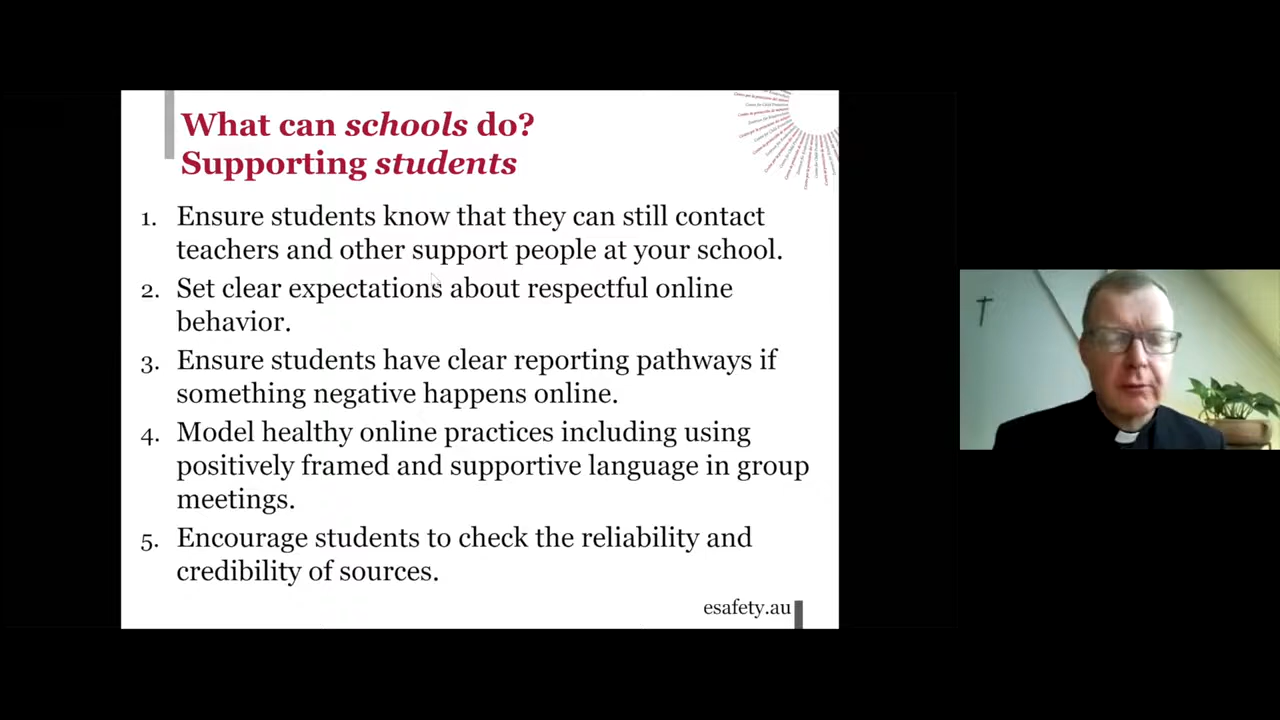 What can schools do?
Supporting students
1. Ensure students know that they can still contact
teachers and other support people at your school.
2. Set clear expectations about respectful online
behavior.
3. Ensure students have clear reporting pathways if
something negative happens online.
4. Model healthy online practices including using
positively framed and supportive language in group
meetings.
5. Encourage students to check the reliability and
credibility of sources.
esafety.au